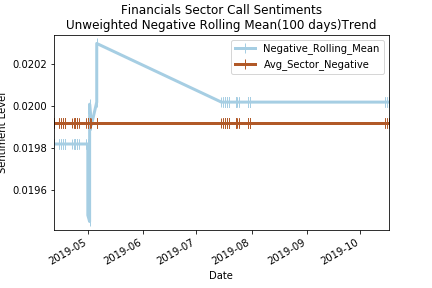 Financials Sector Call Sentiments
Unweighted Negative Rolling Mean(100 days)Trend
Negative_Rolling_Mean
Avg_Sector_Negative
0.0202
0.0200
0.0198
0.0196
Sentiment Level
2019-05
2019-06
2019-07
2019-08
2019-09
2019-10
Date